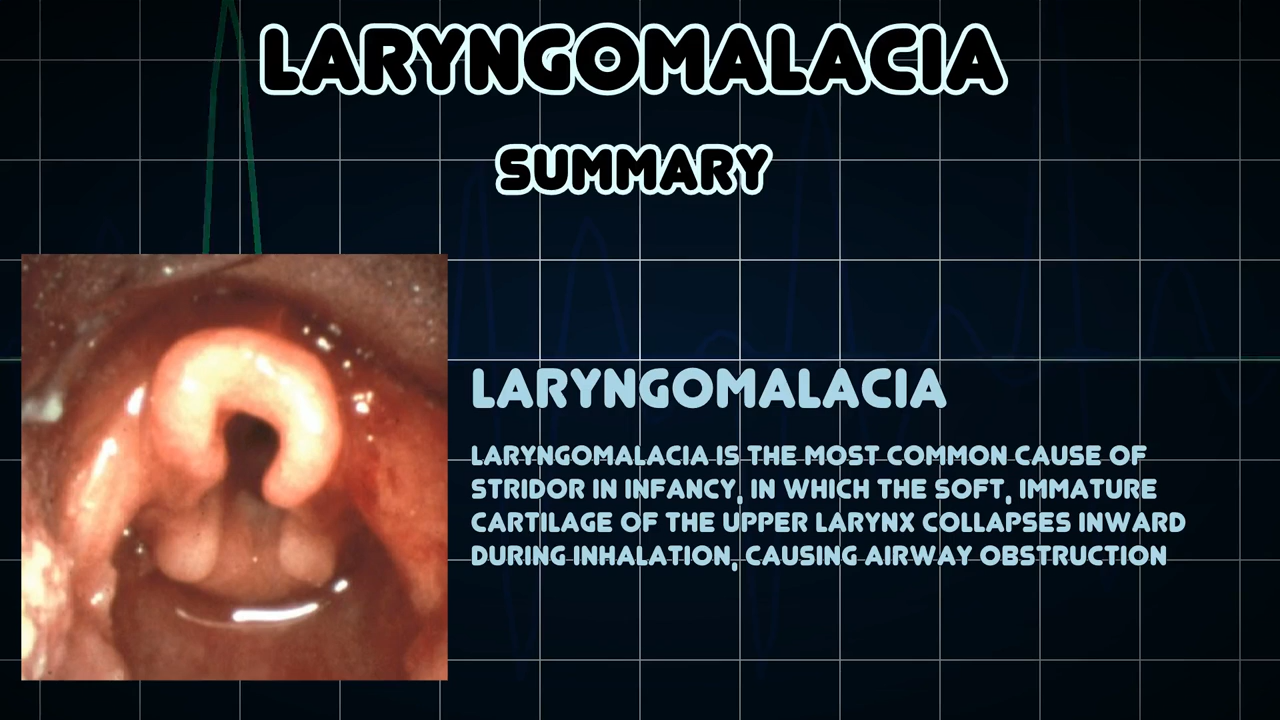 LARYNGOMALACIA
SUMMARY
LARYNGOMALACIA
LARYNGOMALACIA IS THE MOST COMMON CAUSE OF
STRIDOR IN INFANCY, IN WHICH THE SOFT, IMMATURE
CARTILAGE OF THE UPPER LARYNX COLLAPSES INWARD
DURING INHALATION, CAUSING AIRWAY OBSTRUCTION